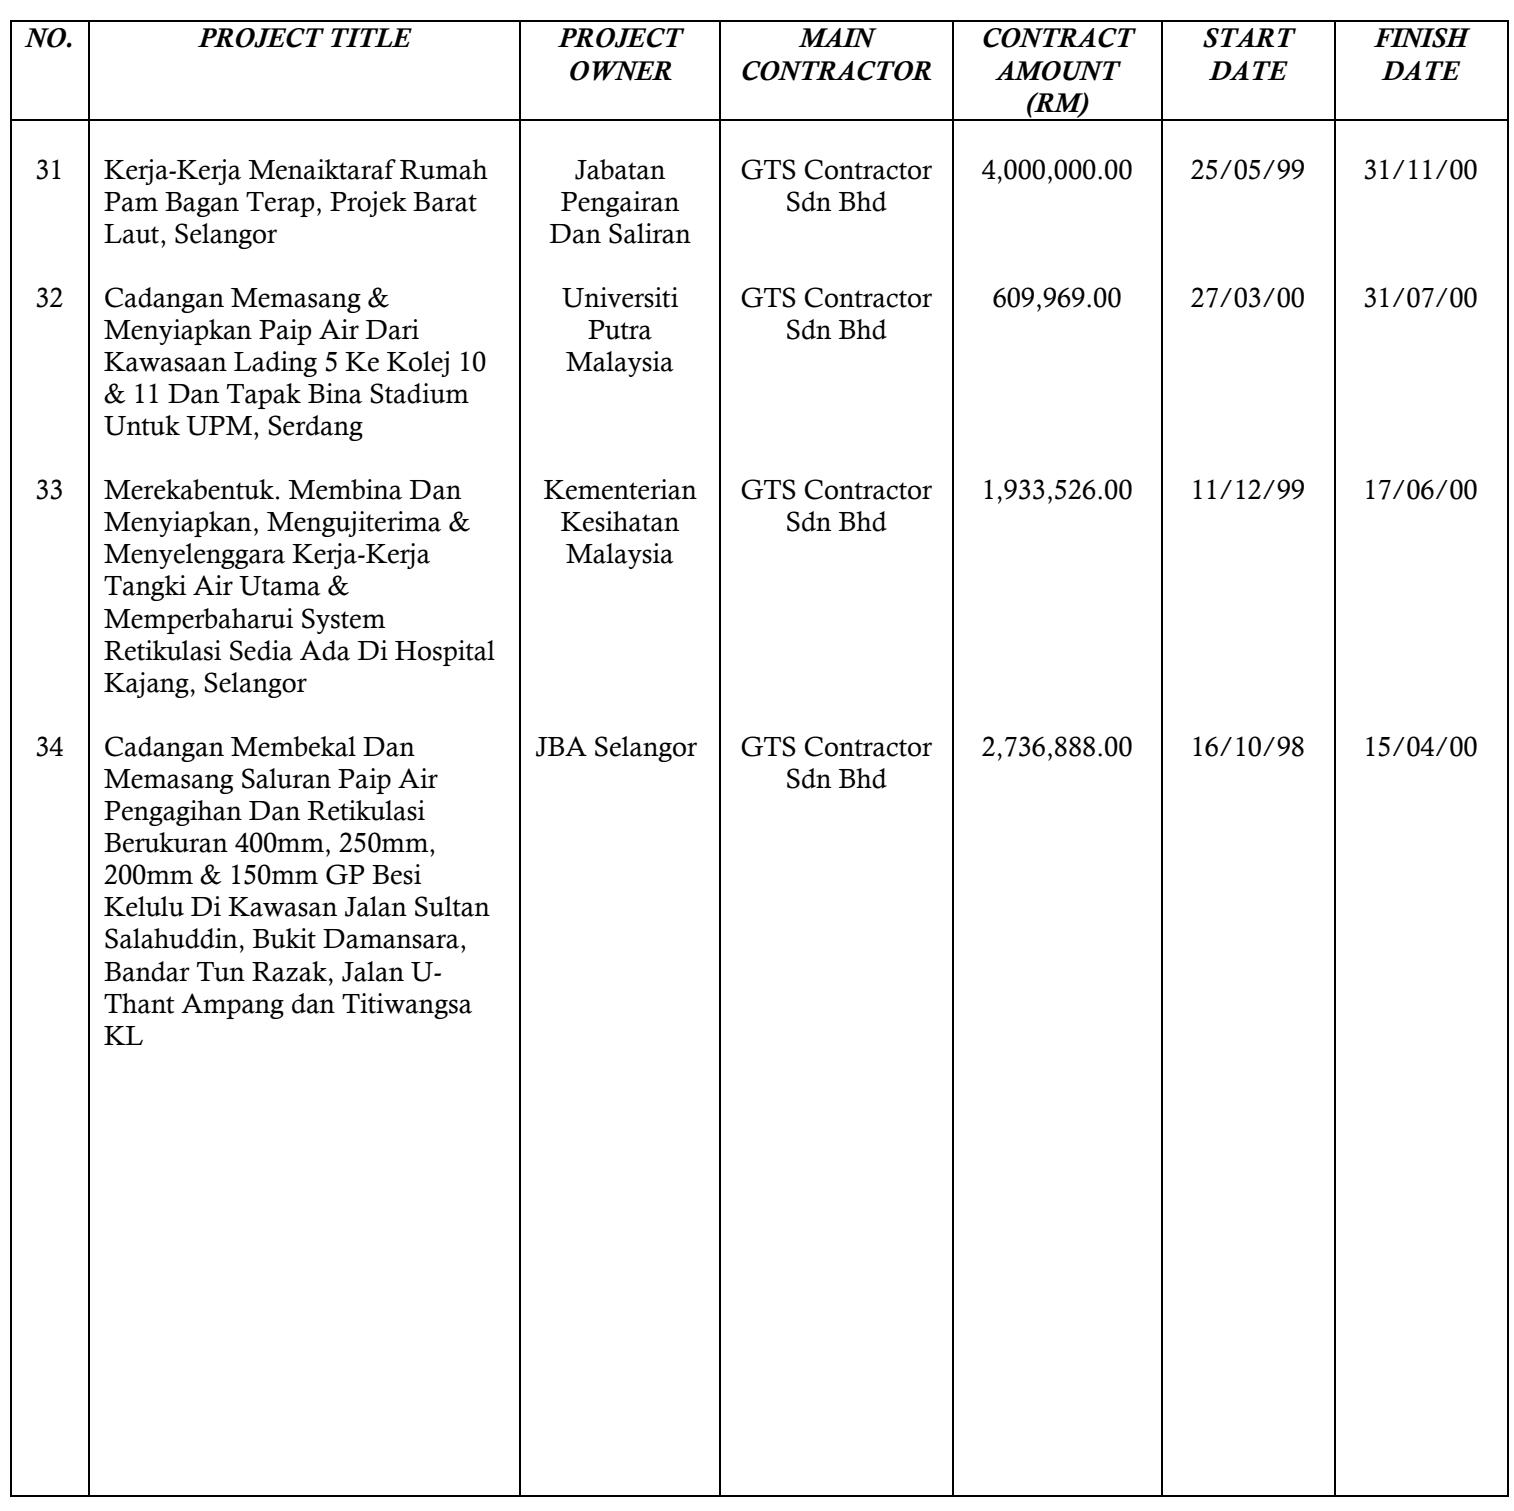 NO.
PROJECT TITLE
PROJECT
OWNER
MAIN
CONTRACTOR
CONTRACT
AMOUNT
(RM)
START
DATE
FINISH
DATE
31
Kerja-Kerja Menaiktaraf Rumah
Pam Bagan Terap, Projek Barat
Laut, Selangor
Jabatan
Pengairan
Dan Saliran
GTS Contractor
Sdn Bhd
4,000,000.00
25/05/99
31/11/00
32
Cadangan Memasang &
Menyiapkan Paip Air Dari
Kawasaan Lading 5 Ke Kolej 10
& 11 Dan Tapak Bina Stadium
Untuk UPM, Serdang
Universiti
Putra
Malaysia
GTS Contractor
Sdn Bhd
609,969.00
27/03/00
31/07/00
33
Merekabentuk. Membina Dan
Menyiapkan, Mengujiterima &
Menyelenggara Kerja-Kerja
Tangki Air Utama &
Memperbaharui System
Retikulasi Sedia Ada Di Hospital
Kajang, Selangor
Kementerian
Kesihatan
Malaysia
GTS Contractor
Sdn Bhd
1,933,526.00
11/12/99
17/06/00
34
Cadangan Membekal Dan
Memasang Saluran Paip Air
Pengagihan Dan Retikulasi
Berukuran 400mm, 250mm,
200mm & 150mm GP Besi
Kelulu Di Kawasan Jalan Sultan
Salahuddin, Bukit Damansara,
Bandar Tun Razak, Jalan U-
Thant Ampang dan Titiwangsa
KL
JBA Selangor
GTS Contractor
Sdn Bhd
2,736,888.00
16/10/98
15/04/00